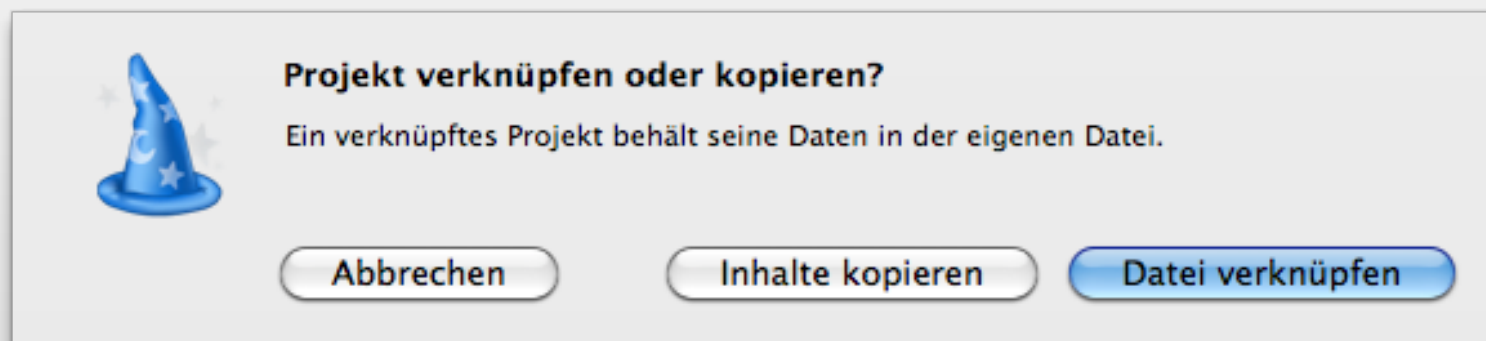 Projekt verknüpfen oder kopieren?
Ein verknüpftes Projekt behält seine Daten in der eigenen Datei.
Abbrechen
Inhalte kopieren
Datei verknüpfen